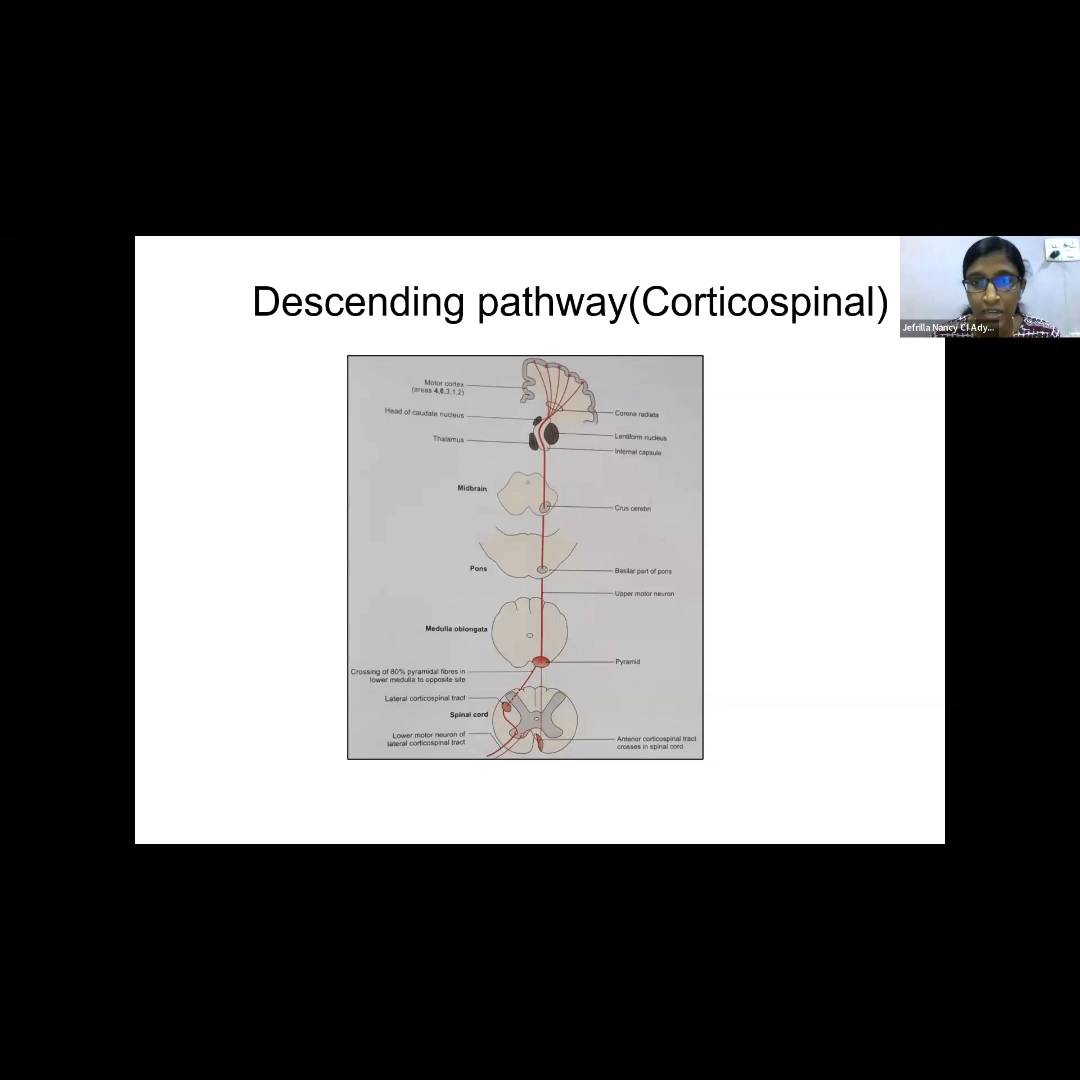 Descending pathway(Corticospinal)
Jefrilla Nancy CI-Ady...
Motor cortex
(areas 4,6,3,1,2)
Corona radiata
Head of caudate nucleus
Lentiform nucleus
Thalamus
Internal capsule
Midbrain
Crus cerebri
Pons
Basilar part of pons
Upper motor neuron
Medulla oblongata
Pyramid
Crossing of 80% pyramidal fibres in
lower medulla to opposite site
Lateral corticospinal tract
Spinal cord
Lower motor neuron of
lateral corticospinal tract
Anterior corticospinal tract
crosses in spinal cord